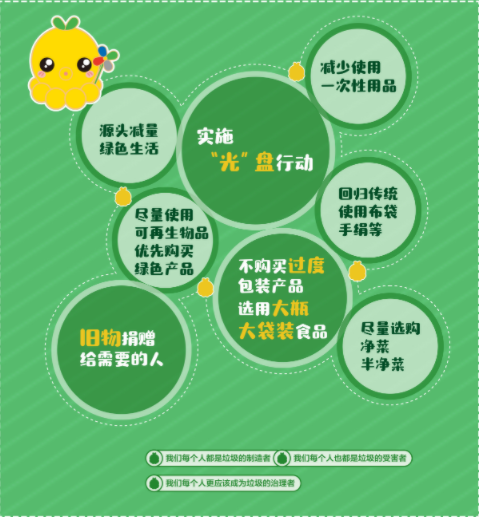 减少使用
一次性用品
源头减量
绿色生活
实施
“光”盘行动
回归传统
使用布袋
手绢等
尽量使用
可再生物品
优先购买
绿色产品
不购买过度
包装产品
选用大瓶
大袋装食品
旧物捐赠
给需要的人
尽量选购
净菜
半净菜
我们每个人都是垃圾的制造者
我们每个人也都是垃圾的受害者
我们每个人更应该成为垃圾的治理者